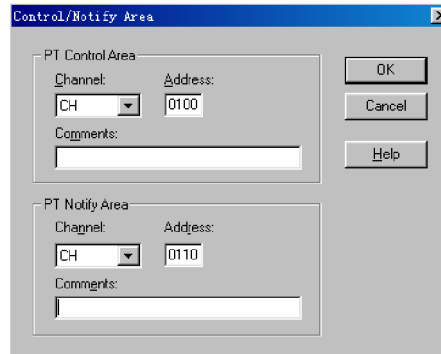 Control/Notify Area
PT Control Area
Channel: Address:
CH 0100
Comments:
OK
Cancel
Help
PT Notify Area
Channel: Address:
CH 0110
Comments: